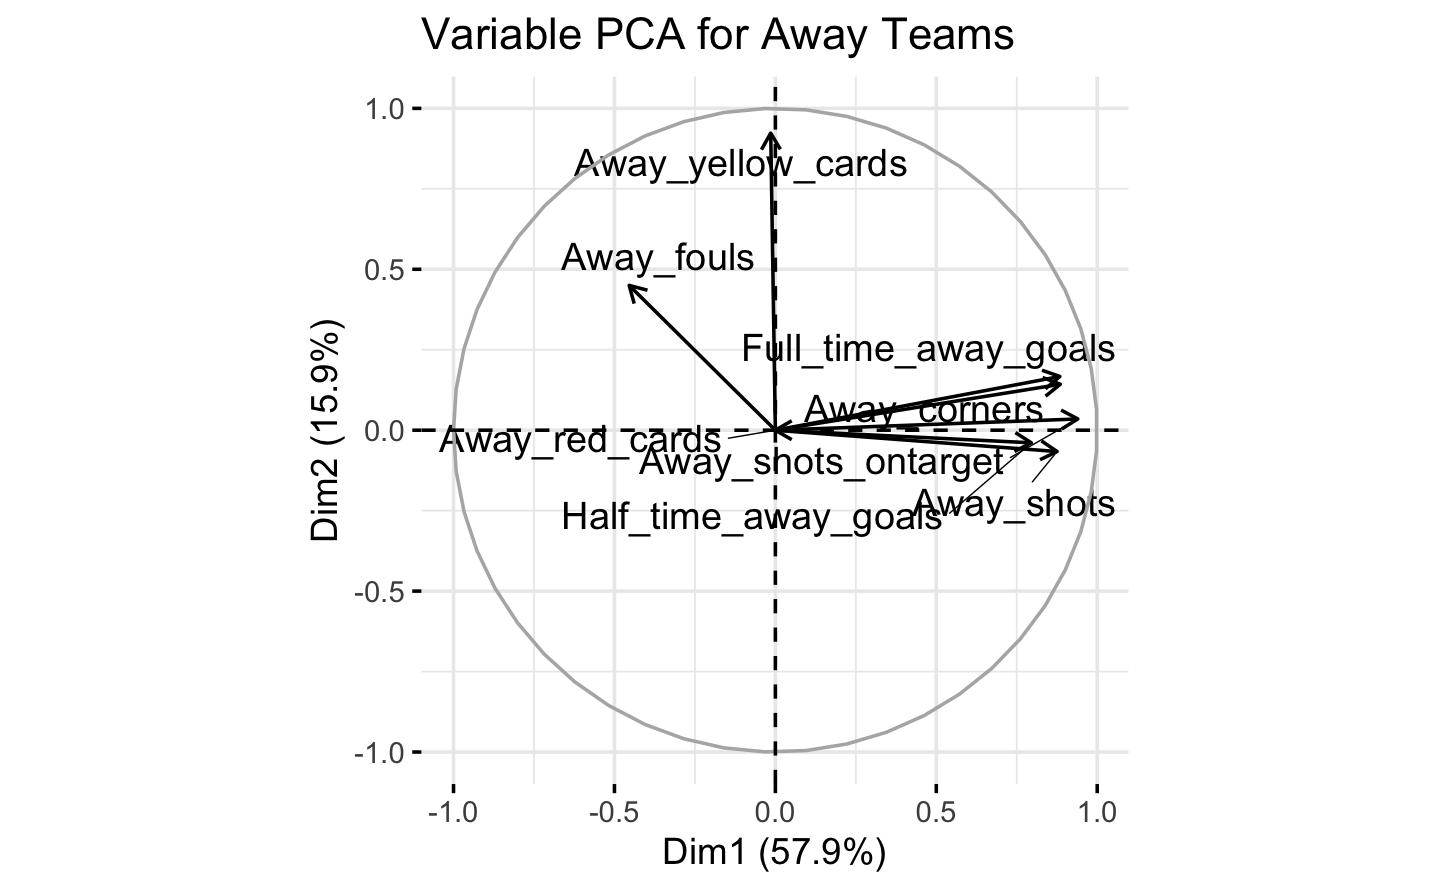 Variable PCA for Away Teams
1.0
Away_yellow_cards
Away_fouls
0.5
Full_time_away_goals
Away_corners
0.0
Away_red_cards
Away_shots_ontarget
Away_shots
Half_time_away_goals
-0.5
-1.0
Dim2 (15.9%)
-1.0 -0.5 0.0 0.5 1.0
Dim1 (57.9%)